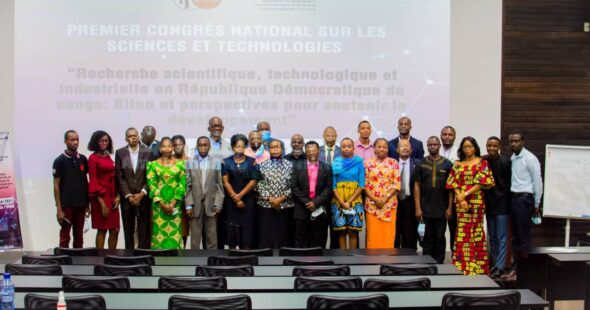 PREMIER CONGRÈS NATIONAL SUR LES
SCIENCES ET TECHNOLOGIES
"Recherche scientifique, technologique et
industrielle en République Démocratique du
congo: Bilan et perspectives pour soutenir le
développement"